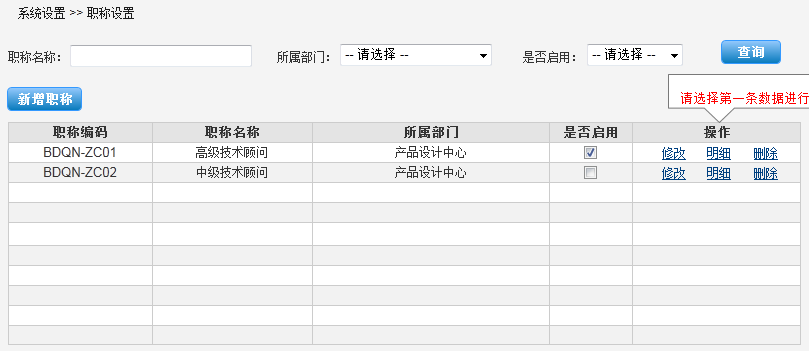 系统设置 >> 职称设置
职称名称： 所属部门： -- 请选择 -- 是否启用： -- 请选择 -- 查询
新增职称
请选择第一条数据进行
职称编码 职称名称 所属部门 是否启用 操作
BDQN-ZC01 高级技术顾问 产品设计中心 修改 明细 删除
BDQN-ZC02 中级技术顾问 产品设计中心 修改 明细 删除